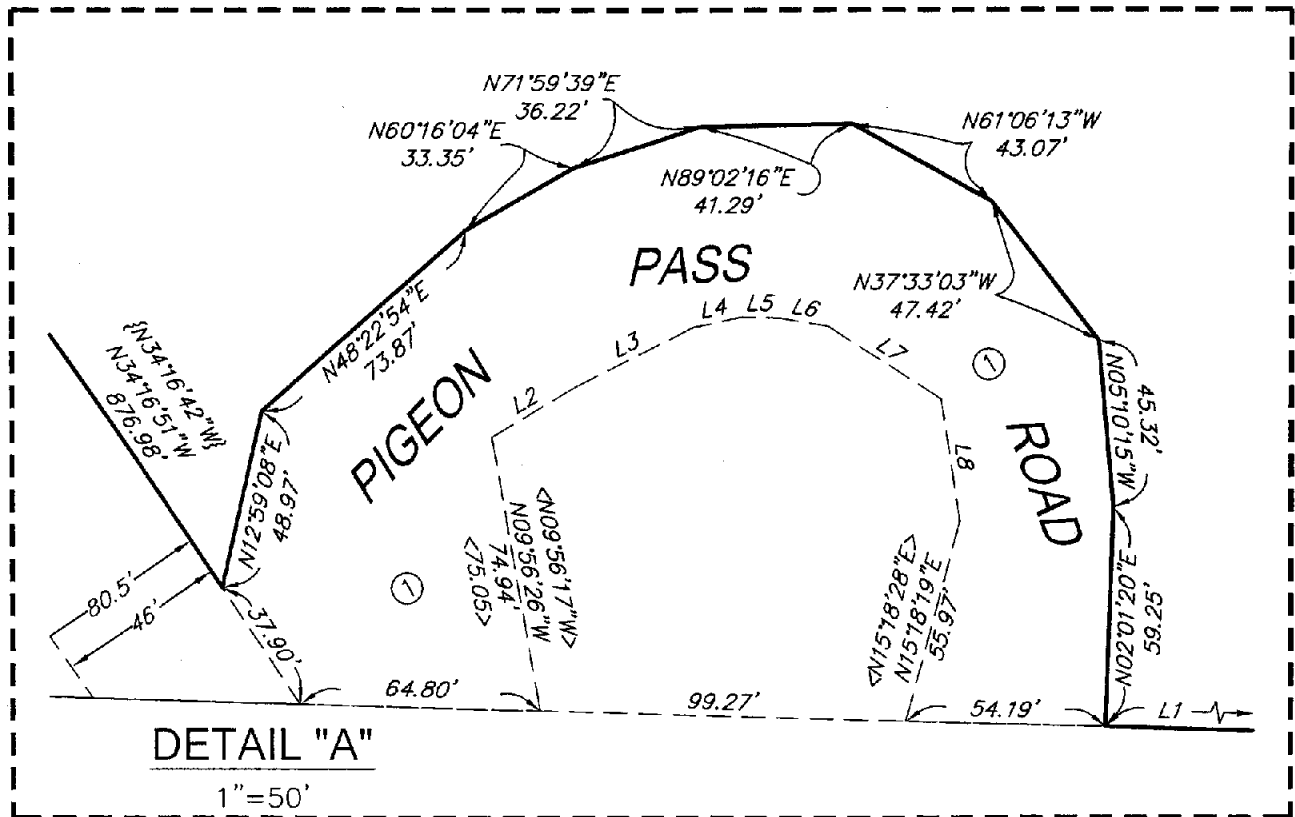 N71°59'39"E
36.22'
N60°16'04"E
33.35'
N61°06'13"W
43.07'
N89°02'16"E
41.29'
PASS
N37°33'03"W
47.42'
N48°22'54"E
73.87'
{N34°16'42"W}
N34°16'51"W
876.98'
L2
L3
L4
L5
L6
L7
L8
1
PIGEON
ROAD
45.32'
N05°10'15"W
N12°59'08"E
48.97'
<N09°56'17"W>
N09°56'26"W
74.94'
<75.05>
1
<N15°18'28"E>
N15°18'19"E
55.97'
N02°01'02"E
59.25'
80.5'
46'
37.90'
64.80'
99.27'
54.19'
L1
DETAIL "A"
1"=50'